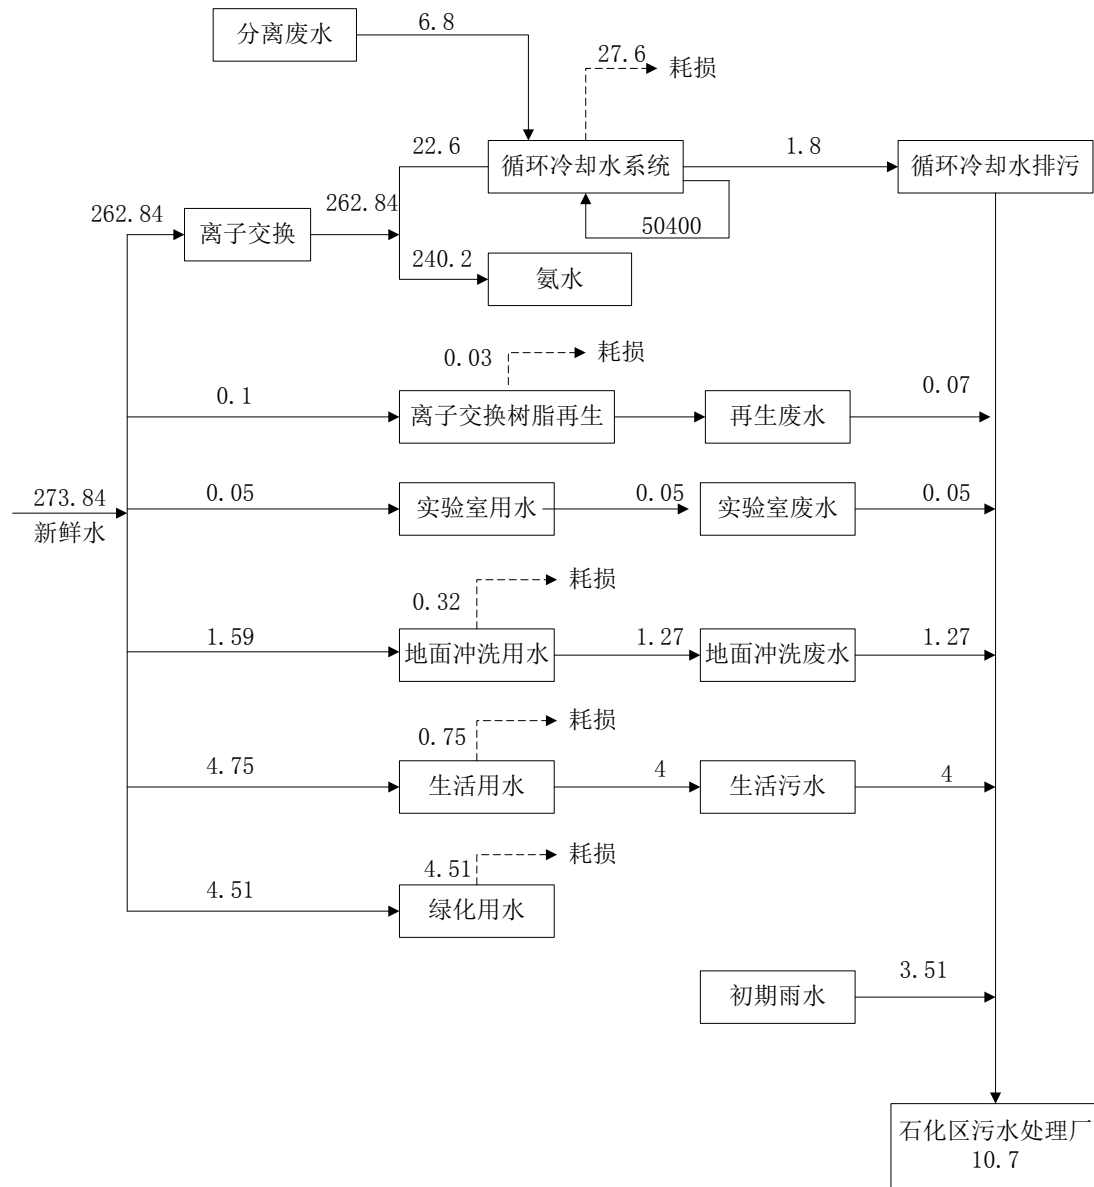 分离废水
6.8
27.6
耗损
22.6
循环冷却水系统
1.8
循环冷却水排污
262.84
离子交换
262.84
50400
240.2
氨水
0.03
耗损
0.1
离子交换树脂再生
再生废水
0.07
273.84
新鲜水
0.05
实验室用水
0.05
实验室废水
0.05
耗损
0.32
1.59
地面冲洗用水
1.27
地面冲洗废水
1.27
耗损
0.75
4.75
生活用水
4
生活污水
4
耗损
4.51
4.51
绿化用水
初期雨水
3.51
石化区污水处理厂
10.7